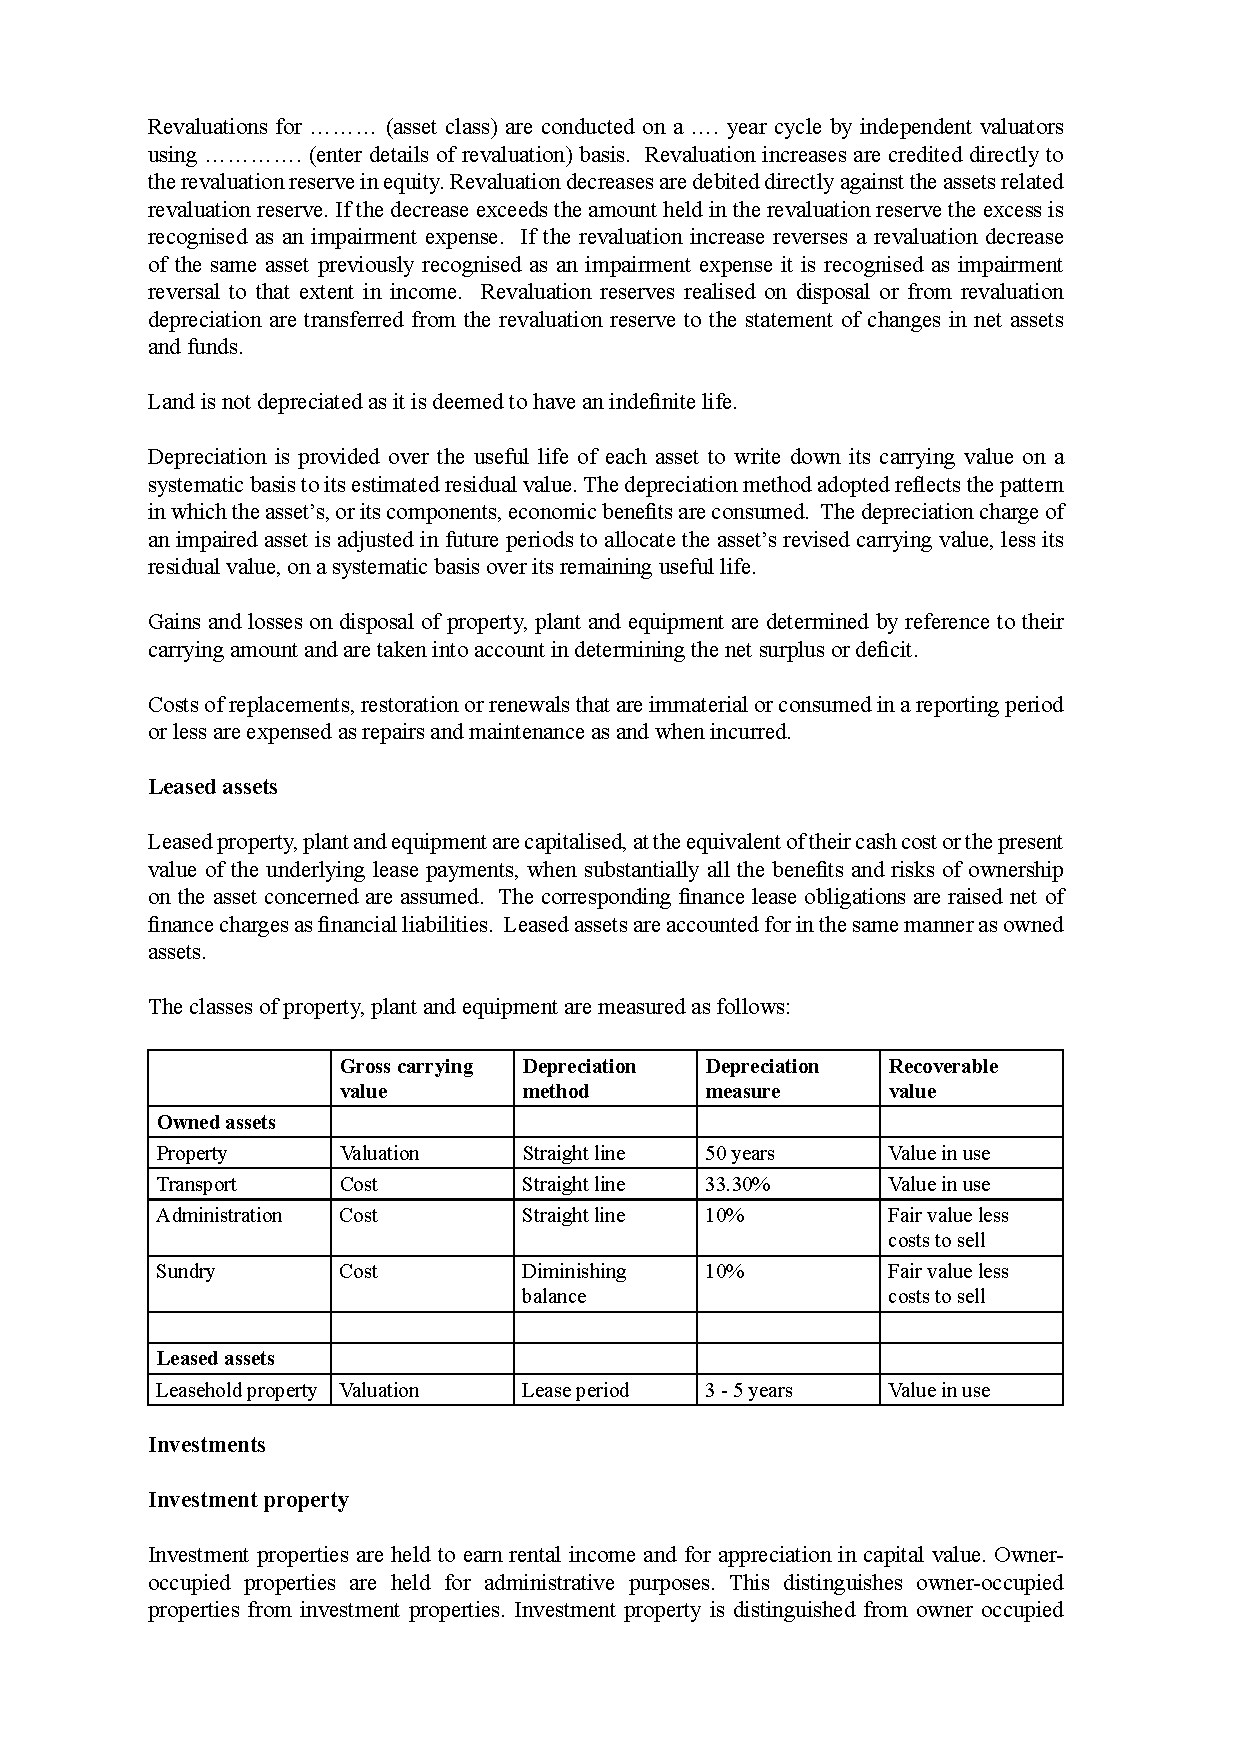 Revaluations for ……… (asset class) are conducted on a …. year cycle by independent valuators
using …………. (enter details of revaluation) basis.  Revaluation increases are credited directly to
the revaluation reserve in equity. Revaluation decreases are debited directly against the assets related
revaluation reserve. If the decrease exceeds the amount held in the revaluation reserve the excess is
recognised as an impairment expense.  If the revaluation increase reverses a revaluation decrease
of the same asset previously recognised as an impairment expense it is recognised as impairment
reversal to that extent in income.  Revaluation reserves realised on disposal or from revaluation
depreciation are transferred from the revaluation reserve to the statement of changes in net assets
and funds.
Land is not depreciated as it is deemed to have an indefinite life.
Depreciation is provided over the useful life of each asset to write down its carrying value on a
systematic basis to its estimated residual value. The depreciation method adopted reflects the pattern
in which the asset’s, or its components, economic benefits are consumed.  The depreciation charge of
an impaired asset is adjusted in future periods to allocate the asset’s revised carrying value, less its
residual value, on a systematic basis over its remaining useful life.
Gains and losses on disposal of property, plant and equipment are determined by reference to their
carrying amount and are taken into account in determining the net surplus or deficit.
Costs of replacements, restoration or renewals that are immaterial or consumed in a reporting period
or less are expensed as repairs and maintenance as and when incurred.
Leased assets
Leased property, plant and equipment are capitalised, at the equivalent of their cash cost or the present
value of the underlying lease payments, when substantially all the benefits and risks of ownership
on the asset concerned are assumed.  The corresponding finance lease obligations are raised net of
finance charges as financial liabilities.  Leased assets are accounted for in the same manner as owned
assets.
The classes of property, plant and equipment are measured as follows:
Gross carrying Depreciation Depreciation Recoverable
value method measure value
Owned assets
Property Valuation Straight line 50 years Value in use
Transport Cost Straight line 33.30% Value in use
Administration Cost Straight line 10% Fair value less
costs to sell
Sundry Cost Diminishing 10% Fair value less
balance costs to sell
Leased assets
Leasehold property Valuation Lease period 3 - 5 years Value in use
Investments
Investment property
Investment properties are held to earn rental income and for appreciation in capital value. Owner-
occupied properties are held for administrative purposes. This distinguishes owner-occupied
properties from investment properties. Investment property is distinguished from owner occupied